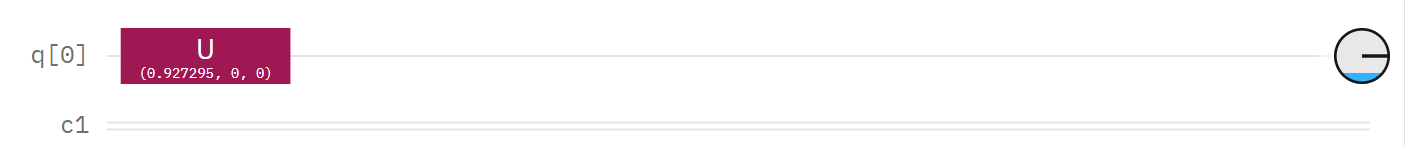 q[0]
U
(0.927295, 0, 0)
c1